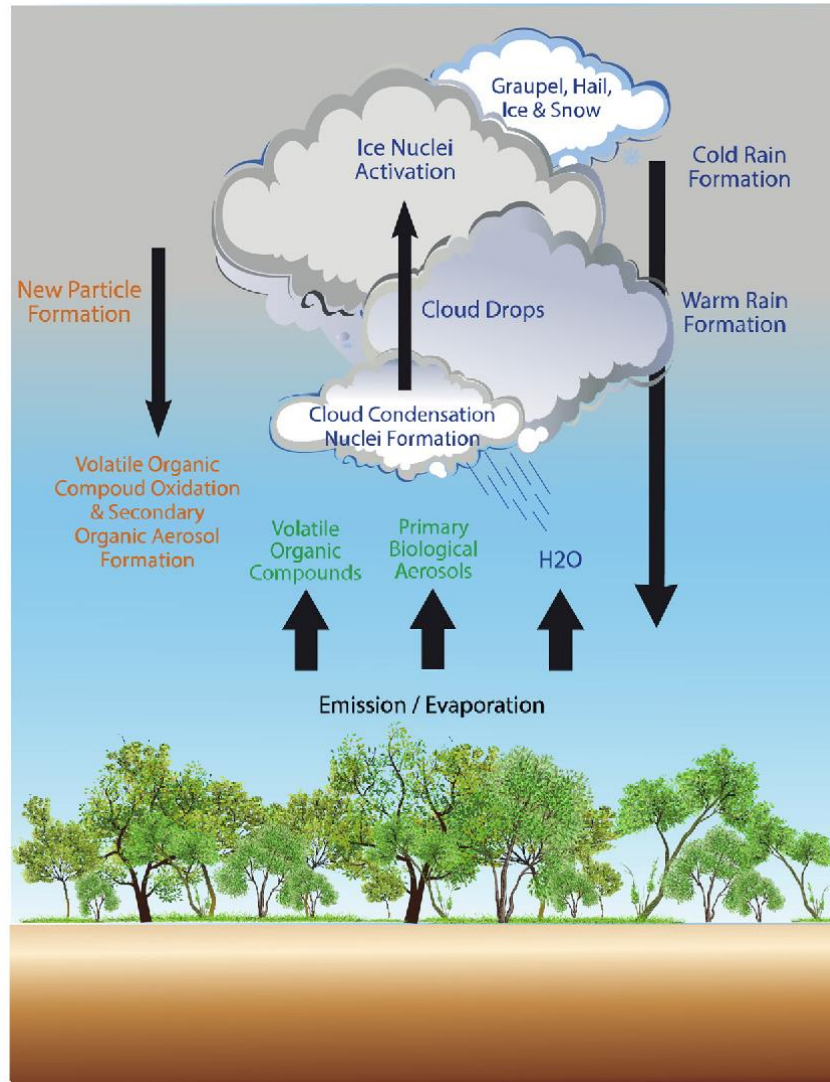 Graupel, Hail,
Ice & Snow
Ice Nuclei
Activation
Cold Rain
Formation
New Particle
Formation
Cloud Drops
Warm Rain
Formation
Cloud Condensation
Nuclei Formation
Volatile Organic
Compoud Oxidation
& Secondary
Organic Aerosol
Formation
Volatile
Organic
Compounds
Primary
Biological
Aerosols
H2O
Emission / Evaporation